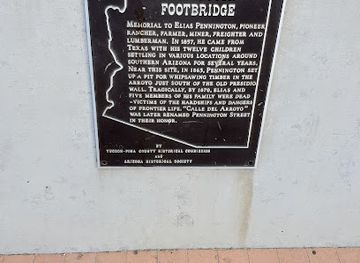 FOOTBRIDGE
MEMORIAL TO ELIAS PENNINGTON, PIONEER
RANCHER, FARMER, MINER, FREIGHTER AND
LUMBERMAN. IN 1857, HE CAME FROM
TEXAS WITH HIS TWELVE CHILDREN
SETTLING IN VARIOUS LOCATIONS AROUND
SOUTHERN ARIZONA FOR SEVERAL YEARS.
NEAR THIS SITE, IN 1863, PENNINGTON SET
UP A PIT FOR WHIPSAWING TIMBER IN THE
ARROYO JUST SOUTH OF THE OLD PRESIDIO
WALL. TRAGICALLY, BY 1870, ELIAS AND
FIVE MEMBERS OF HIS FAMILY WERE DEAD
-VICTIMS OF THE HARDSHIPS AND DANGERS
OF FRONTIER LIFE. "CALLE DEL ARROYO"
WAS LATER RENAMED PENNINGTON STREET
IN THEIR HONOR.
BY
TUCSON-PIMA COUNTY HISTORICAL COMMISSION
AND
ARIZONA HISTORICAL SOCIETY